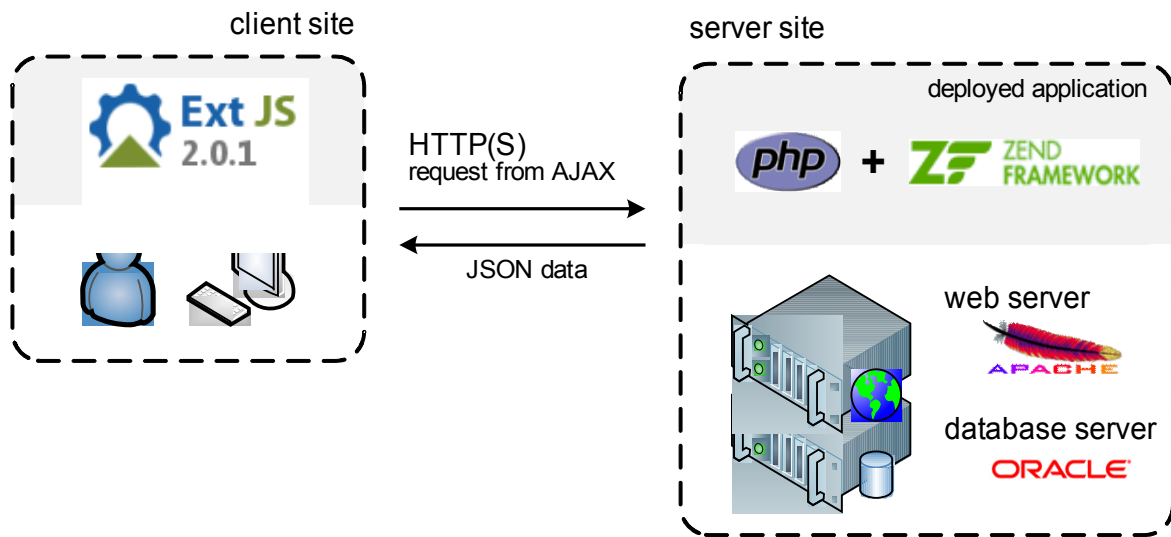 client site
Ext JS
2.0.1
HTTP(S)
request from AJAX
JSON data
server site
deployed application
php
+
ZF
ZEND
FRAMEWORK
web server
APACHE
database server
ORACLE